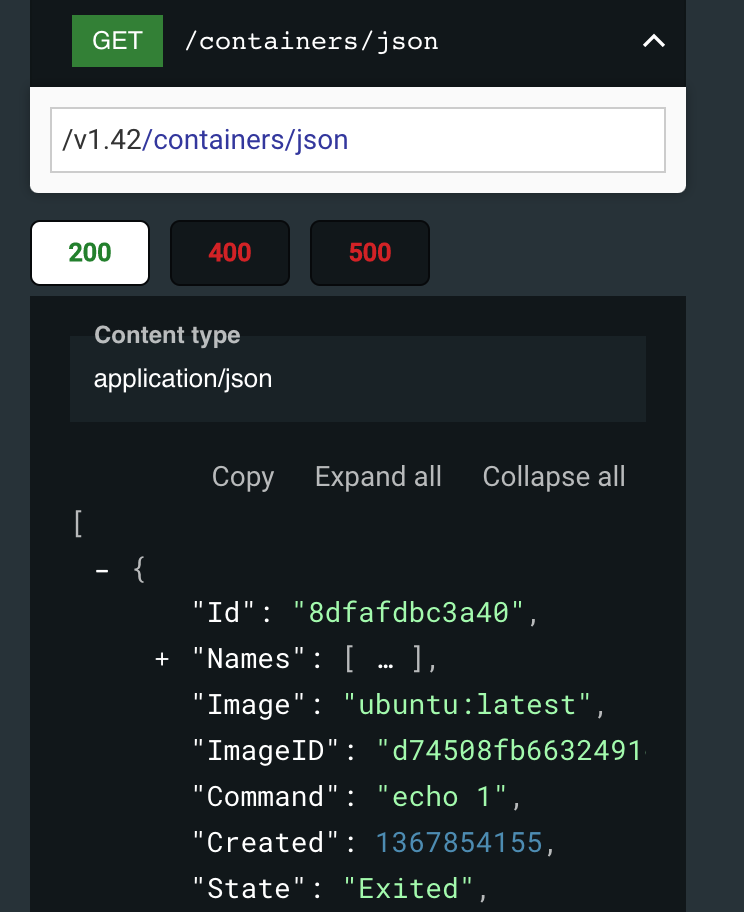 GET /containers/json
/v1.42/containers/json
200 400 500
Content type
application/json
Copy Expand all Collapse all
[
- {
"Id": "8dfafdbc3a40",
+ "Names": [ … ],
"Image": "ubuntu:latest",
"ImageID": "d74508fb6632491
"Command": "echo 1",
"Created": 1367854155,
"State": "Exited",